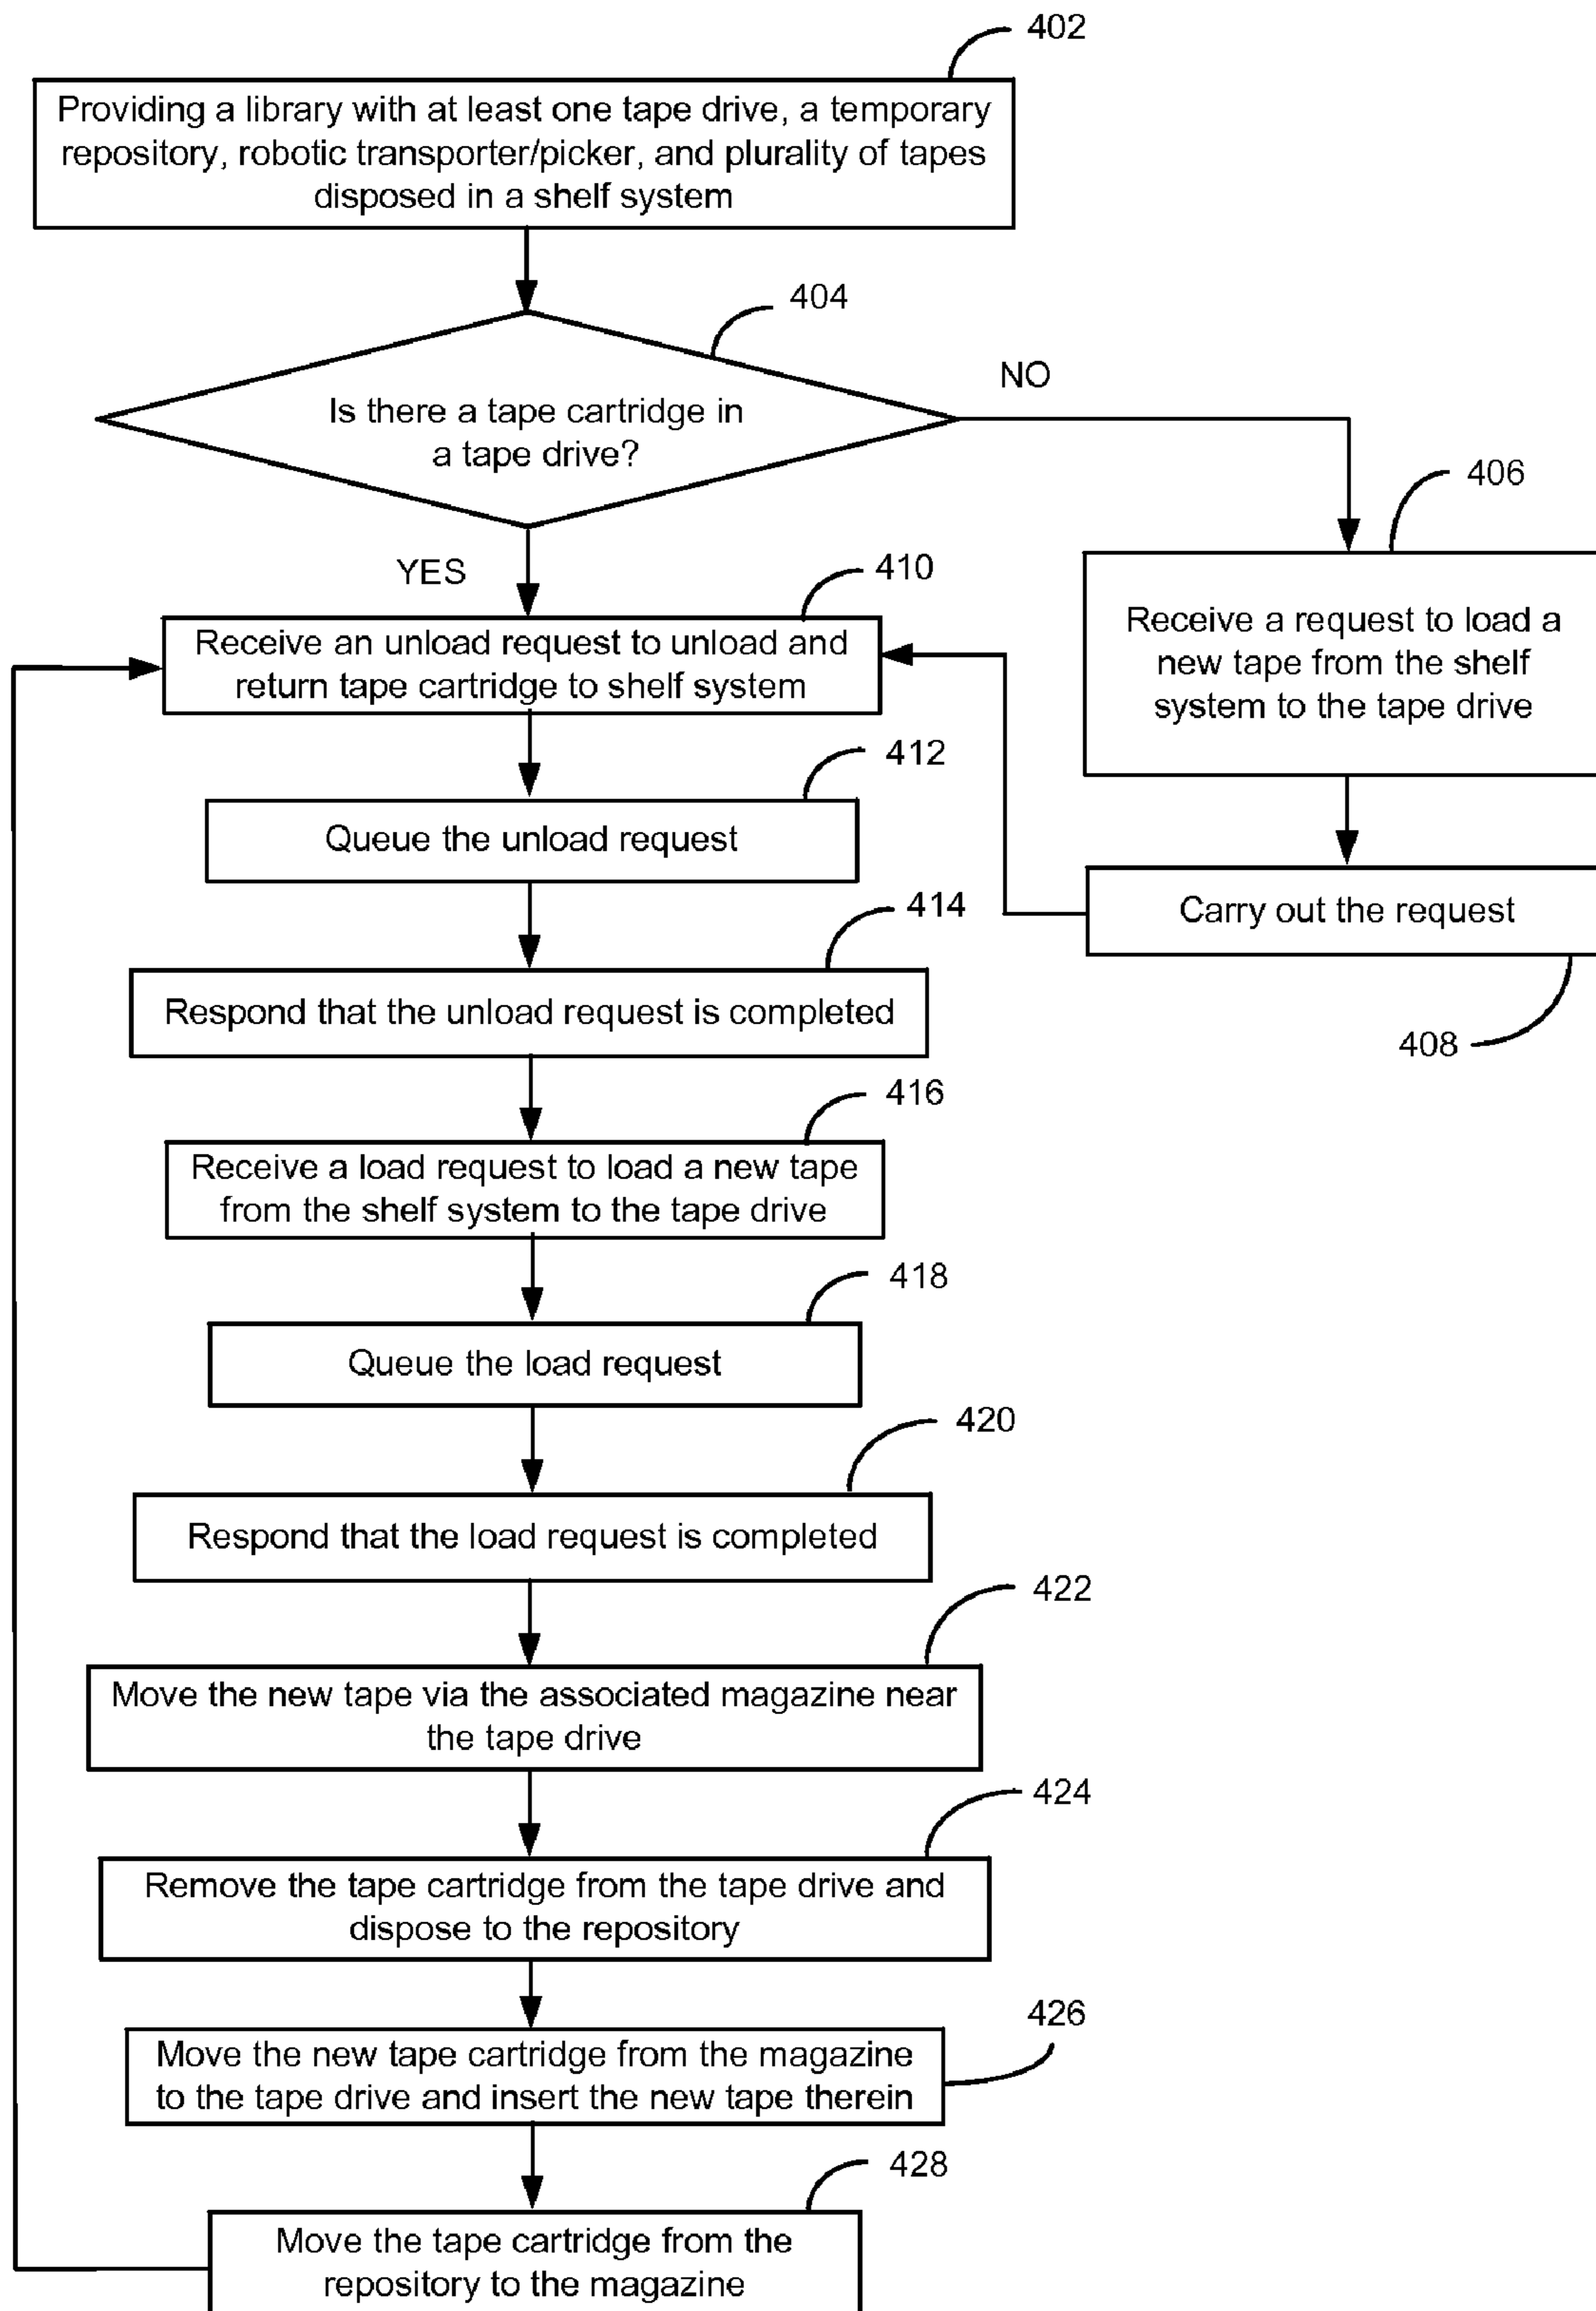 402
Providing a library with at least one tape drive, a temporary
repository, robotic transporter/picker, and plurality of tapes
disposed in a shelf system
404
NO
Is there a tape cartridge in
a tape drive?
406
YES
410
Receive an unload request to unload and
return tape cartridge to shelf system
Receive a request to load a
new tape from the shelf
system to the tape drive
412
Queue the unload request
414
Carry out the request
408
Respond that the unload request is completed
416
Receive a load request to load a new tape
from the shelf system to the tape drive
418
Queue the load request
420
Respond that the load request is completed
422
Move the new tape via the associated magazine near
the tape drive
424
Remove the tape cartridge from the tape drive and
dispose to the repository
426
Move the new tape cartridge from the magazine
to the tape drive and insert the new tape therein
428
Move the tape cartridge from the
repository to the magazine